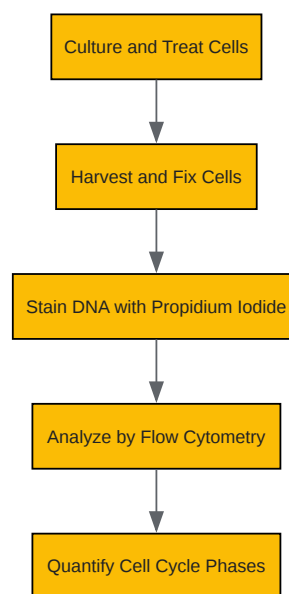 Culture and Treat Cells
Harvest and Fix Cells
Stain DNA with Propidium Iodide
Analyze by Flow Cytometry
Quantify Cell Cycle Phases